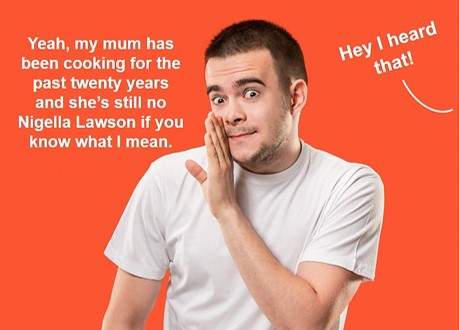 Yeah, my mum has
been cooking for the
past twenty years
and she's still no
Nigella Lawson if you
know what I mean.
Hey I heard
that!